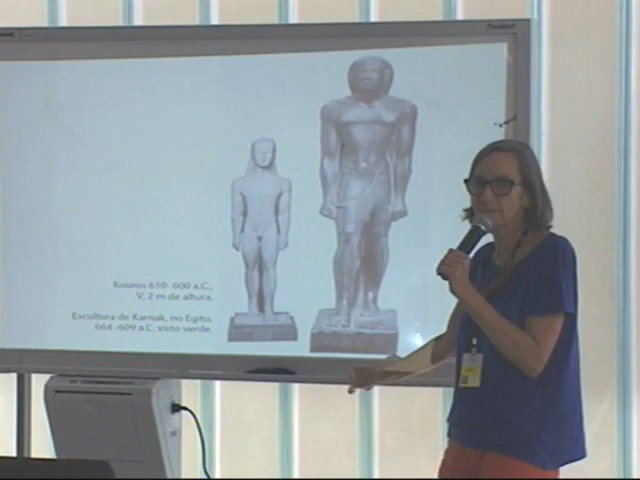 Kouros 610- 600 a.C.,
V, 2 m de altura.
Escultura de Karnak, no Egito,
664 -609 a.C. xisto verde.